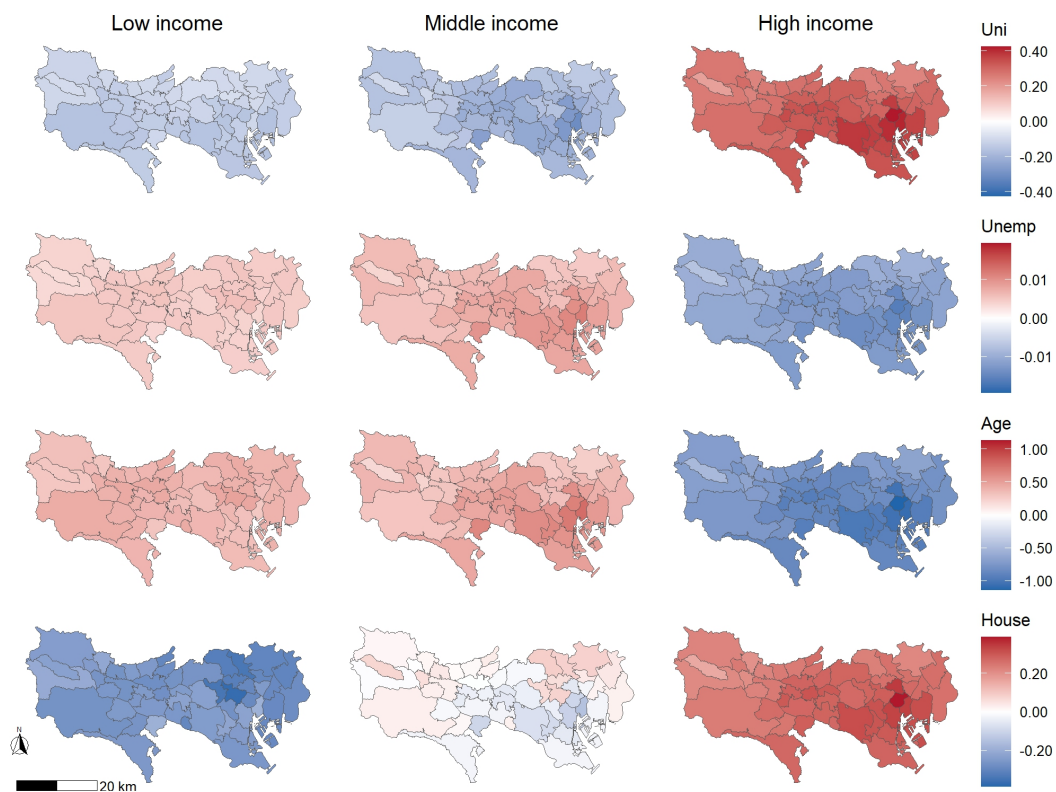 Low income
Middle income
High income
Uni
0.40
0.20
0.00
-0.20
-0.40
Unemp
0.01
0.00
-0.01
Age
1.00
0.50
0.00
-0.50
-1.00
House
0.20
0.00
-0.20
N
20 km